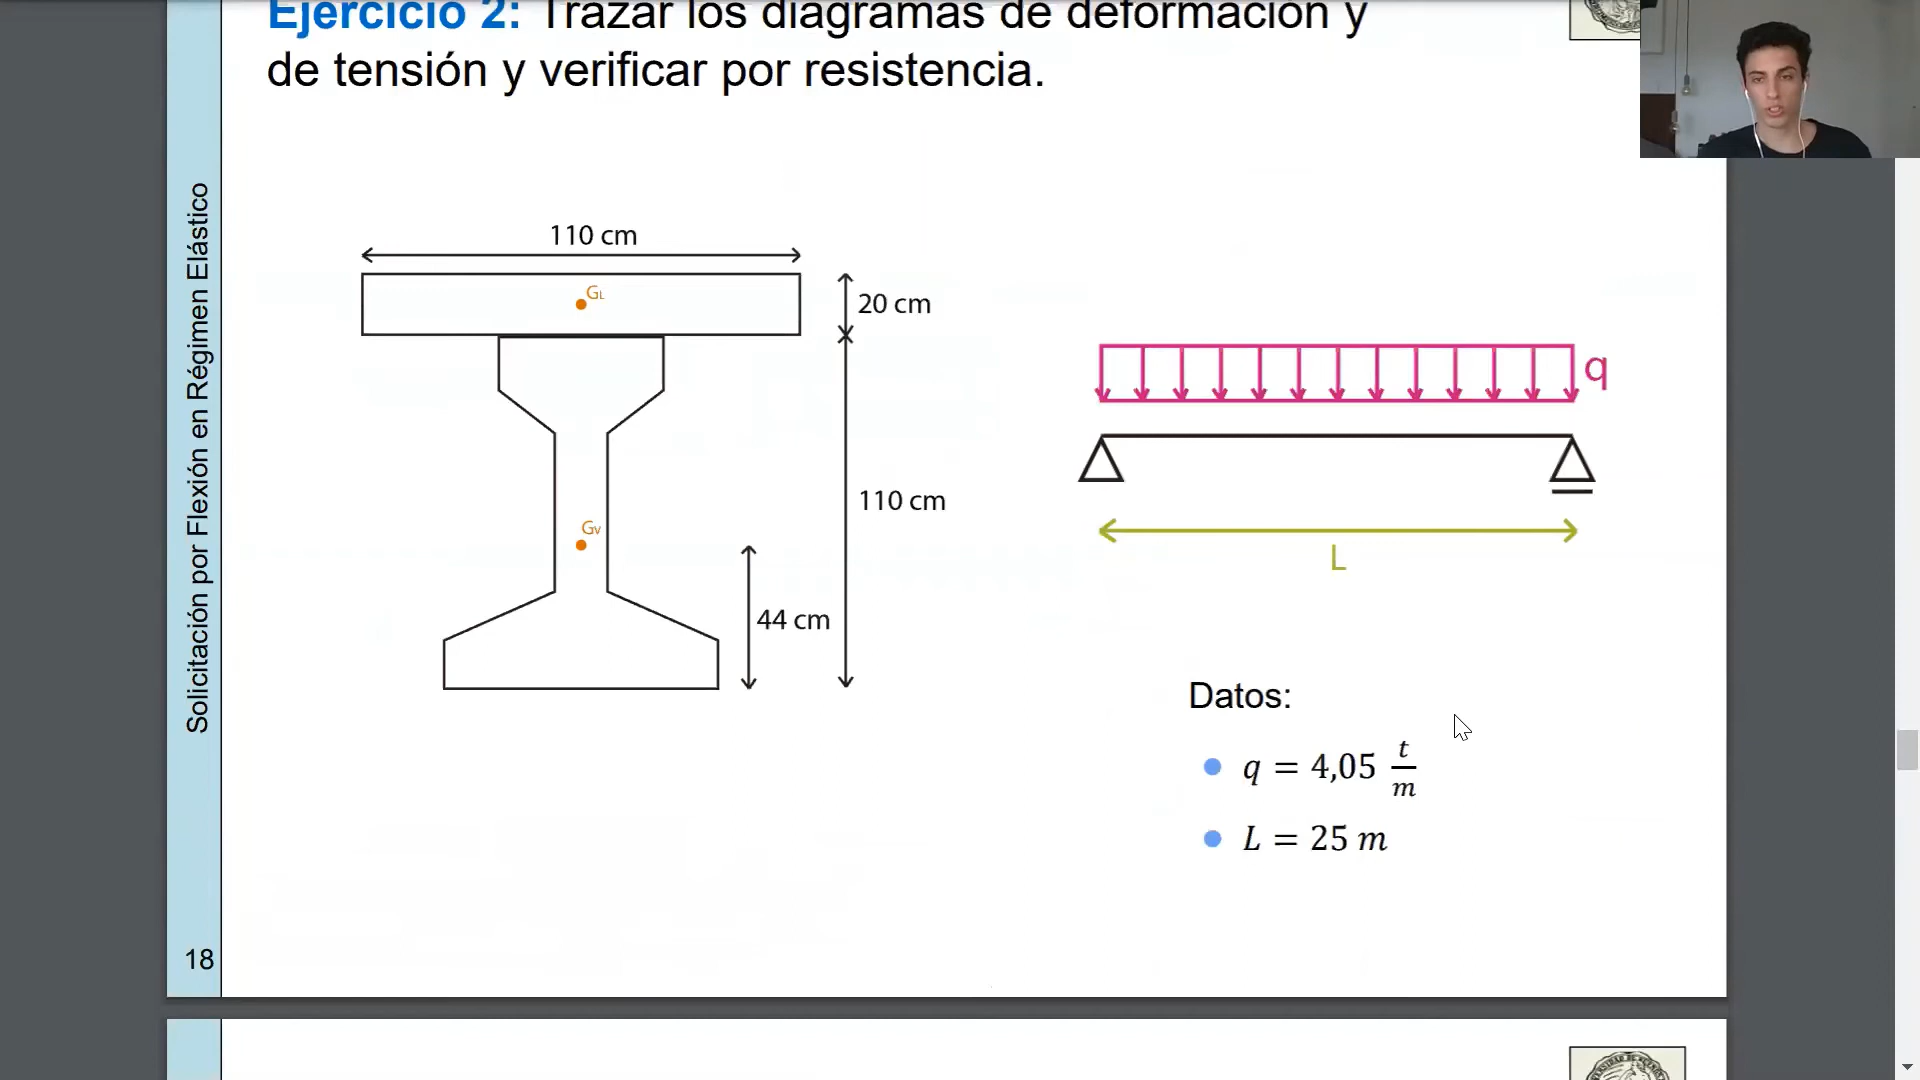 Ejercicio 2: Trazar los diagramas de deformación y
de tensión y verificar por resistencia.
Solicitación por Flexión en Régimen Elástico
110 cm
GL
20 cm
110 cm
GV
44 cm
q
L
Datos:
q = 4,05 t/m
L = 25 m
18